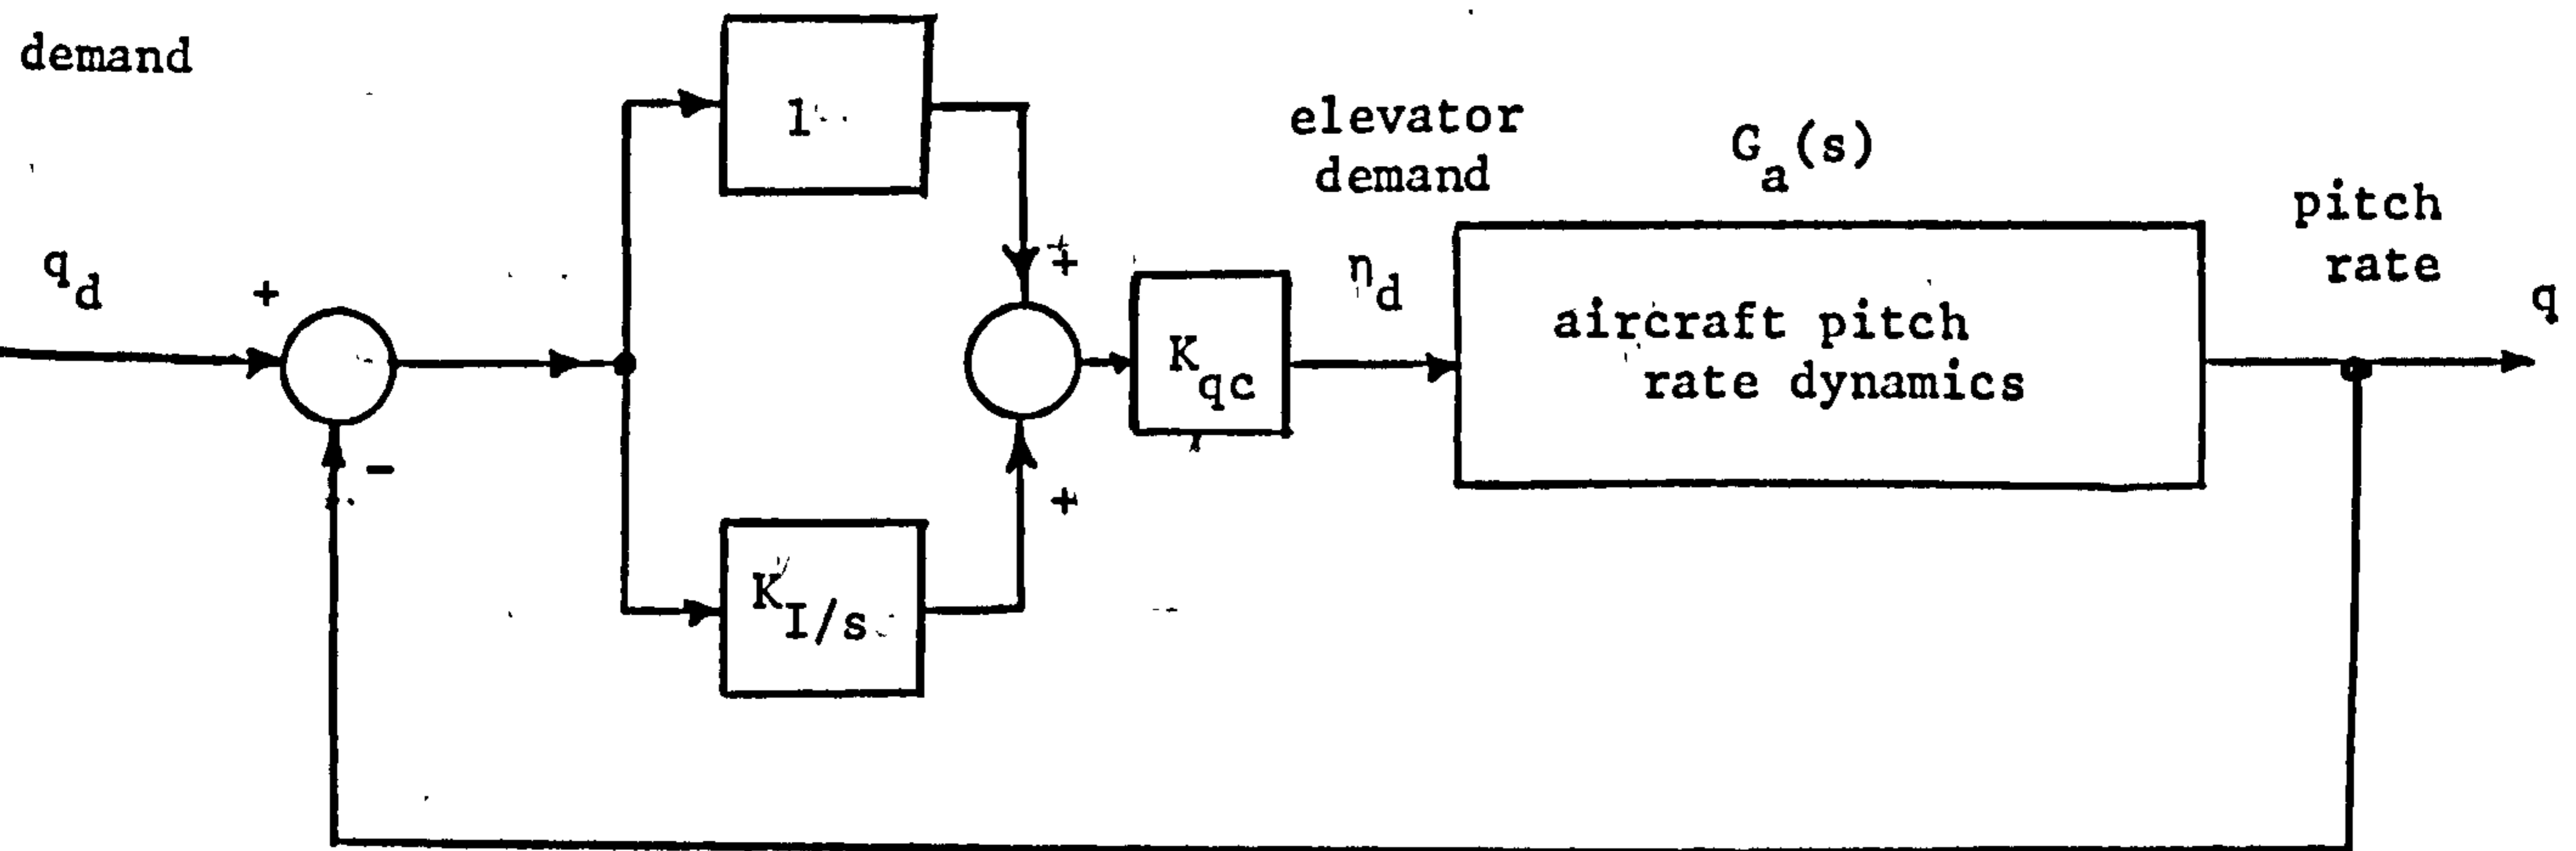 demand
q_d
+
-
1
K_I/s
+
+
K_qc
elevator
demand
η_d
G_a(s)
aircraft pitch
rate dynamics
pitch
rate
q